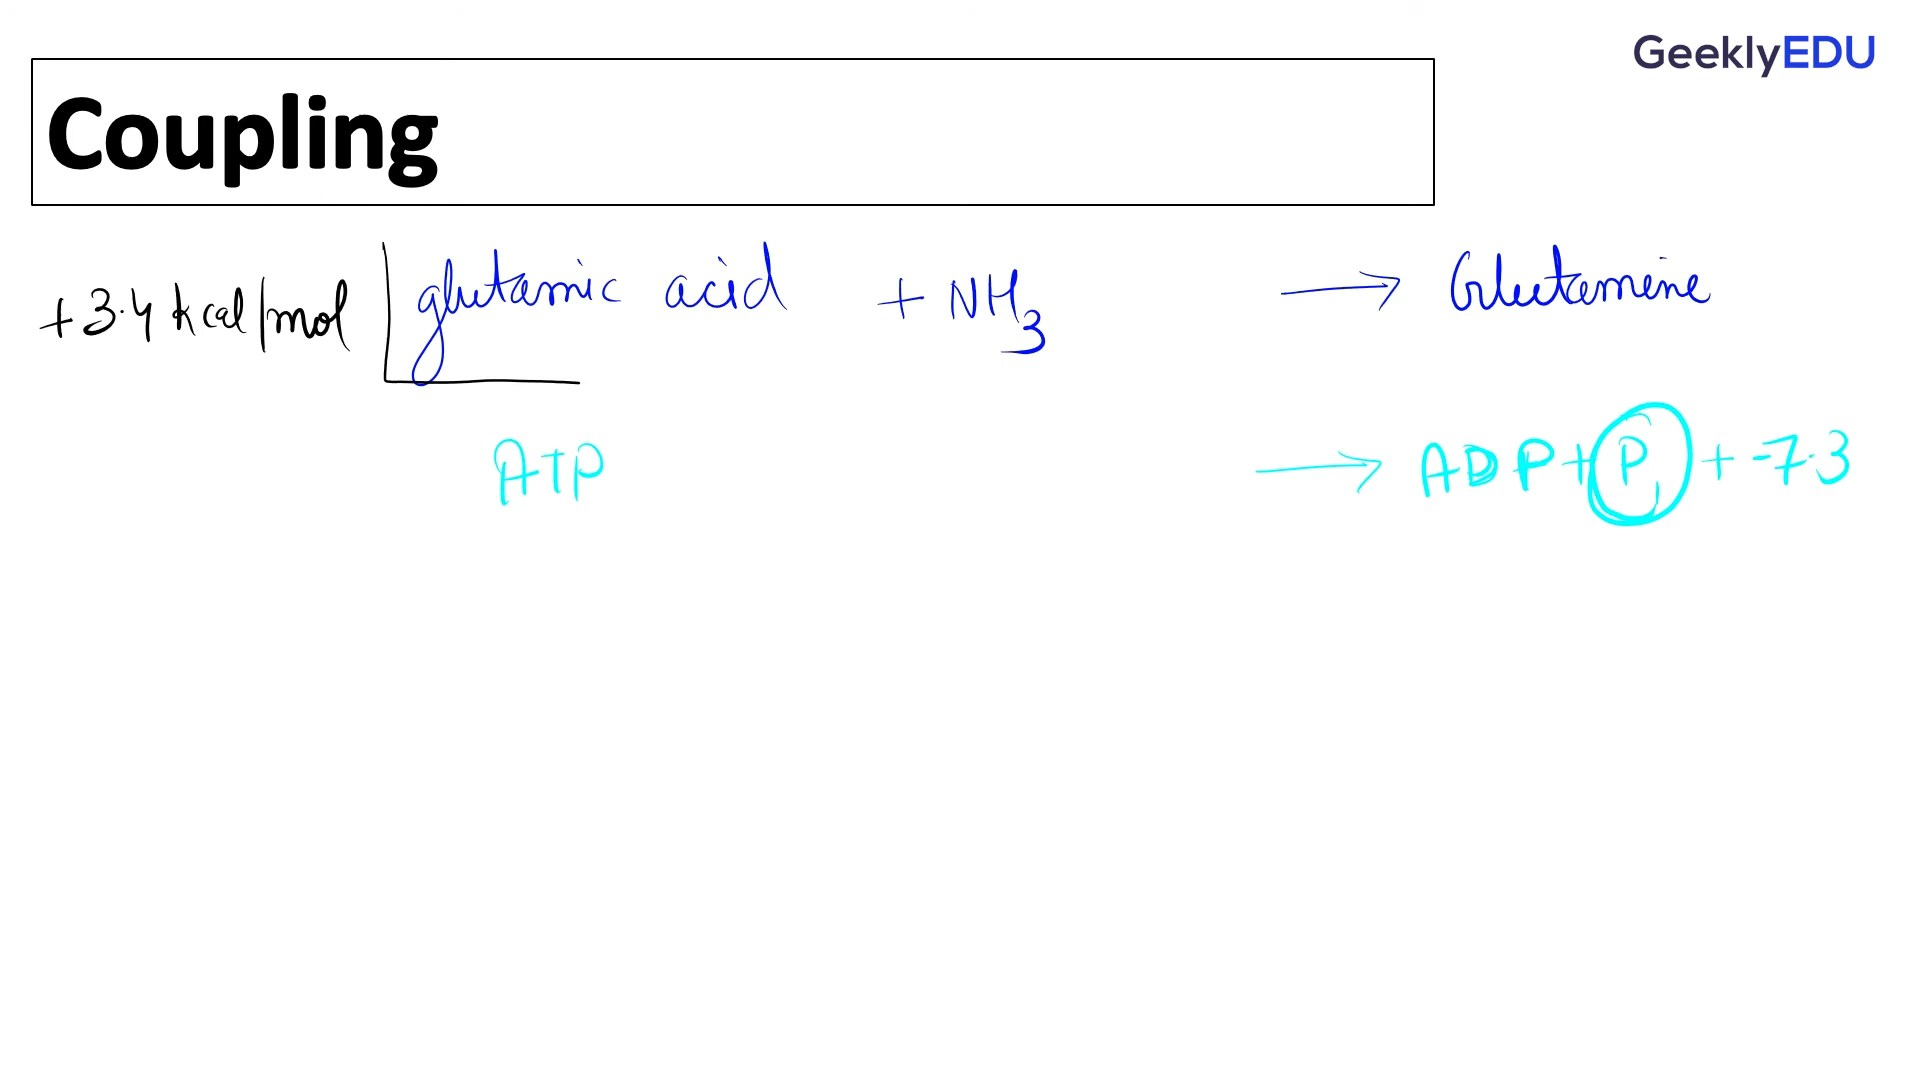 GeeklyEDU
Coupling
+3.4 kcal/mol glutamic acid + NH3 → Glutamine
ATP → ADP + Pi + -7.3